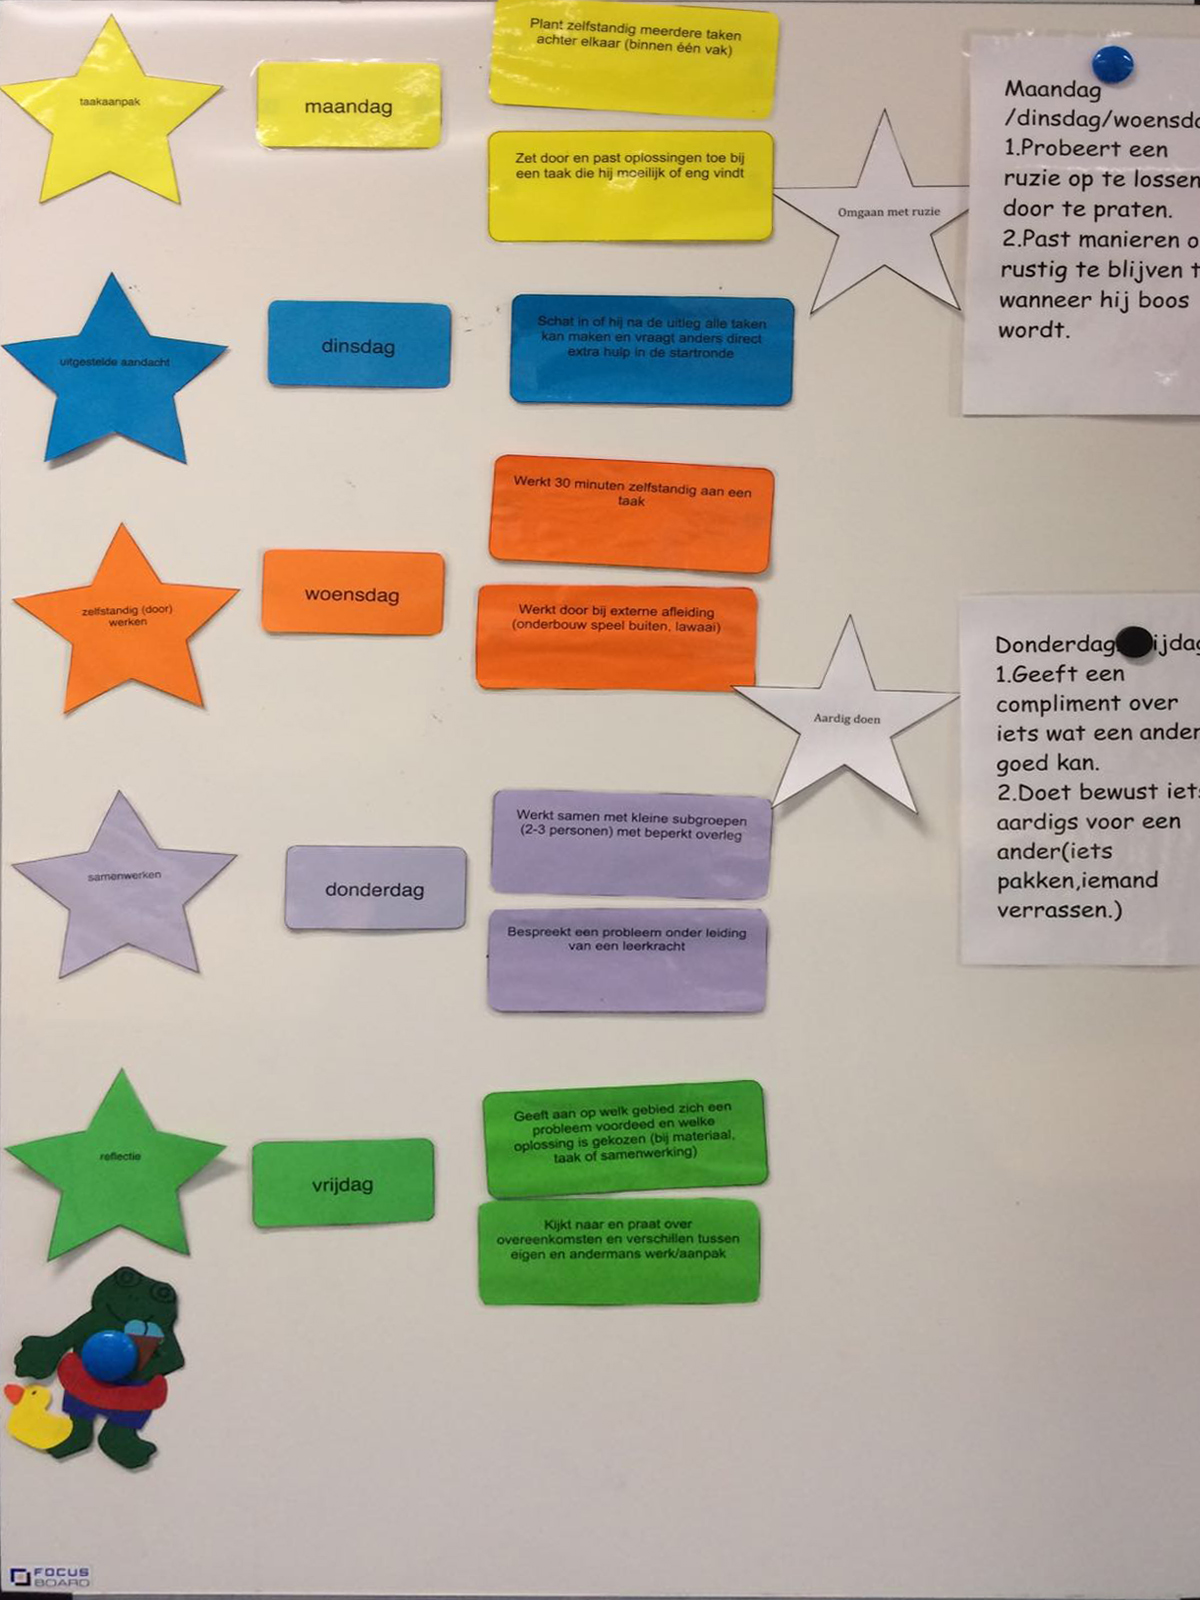 taakaanpak
maandag
Plant zelfstandig meerdere taken
achter elkaar (binnen één vak)
Zet door en past oplossingen toe bij
een taak die hij moeilijk of eng vindt
Omgaan met ruzie
Maandag
/dinsdag/woensda
1.Probeert een
ruzie op te lossen
door te praten.
2.Past manieren o
rustig te blijven t
wanneer hij boos
wordt.
uitgestelde aandacht
dinsdag
Schat in of hij na de uitleg alle taken
kan maken en vraagt anders direct
extra hulp in de startronde
zelfstandig (door)
werken
woensdag
Werkt 30 minuten zelfstandig aan een
taak
Werkt door bij externe afleiding
(onderbouw speel buiten, lawaai)
Aardig doen
Donderdag ijdag
1.Geeft een
compliment over
iets wat een ander
goed kan.
2.Doet bewust iets
aardigs voor een
ander(iets
pakken,iemand
verrassen.)
samenwerken
donderdag
Werkt samen met kleine subgroepen
(2-3 personen) met beperkt overleg
Bespreekt een probleem onder leiding
van een leerkracht
reflectie
vrijdag
Geeft aan op welk gebied zich een
probleem voordeed en welke
oplossing is gekozen (bij materiaal,
taak of samenwerking)
Kijkt naar en praat over
overeenkomsten en verschillen tussen
eigen en andermans werk/aanpak
FOCUS
BOARD